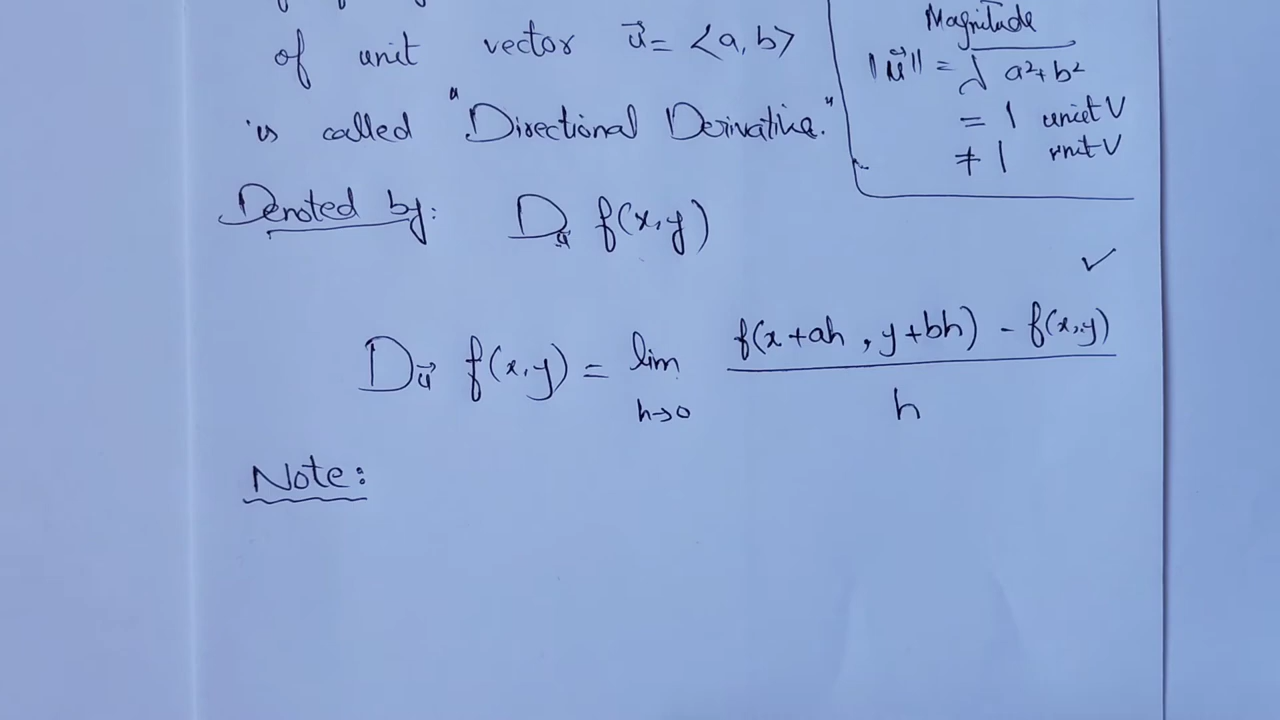 of unit vector u⃗ = <a, b>
is called "Directional Derivative."
Denoted by: D_u⃗ f(x,y)
D_u⃗ f(x,y) = lim h→0 f(x+ah, y+bh) - f(x,y) / h
Note:
Magnitude
||u⃗|| = √a²+b²
= 1 unit V
≠ 1 unit V